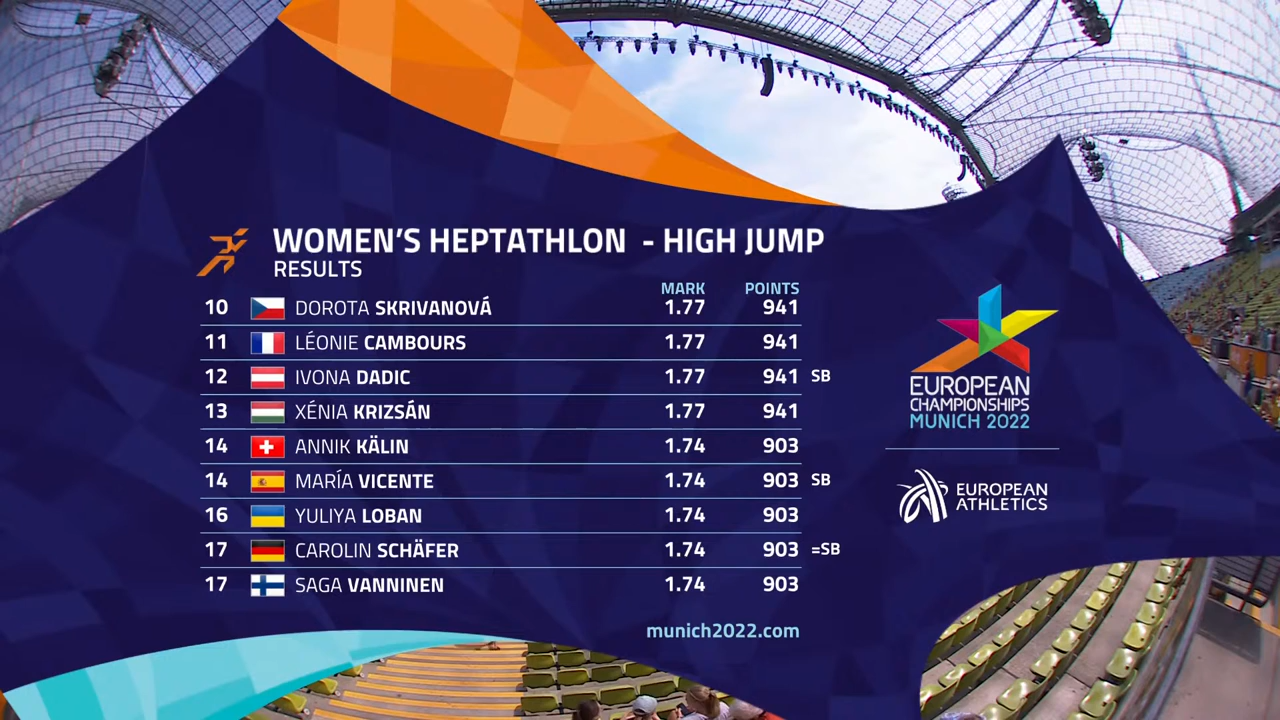 WOMEN'S HEPTATHLON - HIGH JUMP
RESULTS
MARK POINTS
10 DOROTA SKRIVANOVÁ 1.77 941
11 LÉONIE CAMBOURS 1.77 941
12 IVONA DADIC 1.77 941 SB
13 XÉNIA KRIZSÁN 1.77 941
14 ANNIK KÄLIN 1.74 903
14 MARÍA VICENTE 1.74 903 SB
16 YULIYA LOBAN 1.74 903
17 CAROLIN SCHÄFER 1.74 903 =SB
17 SAGA VANNINEN 1.74 903
munich2022.com
EUROPEAN
CHAMPIONSHIPS
MUNICH 2022
EUROPEAN
ATHLETICS